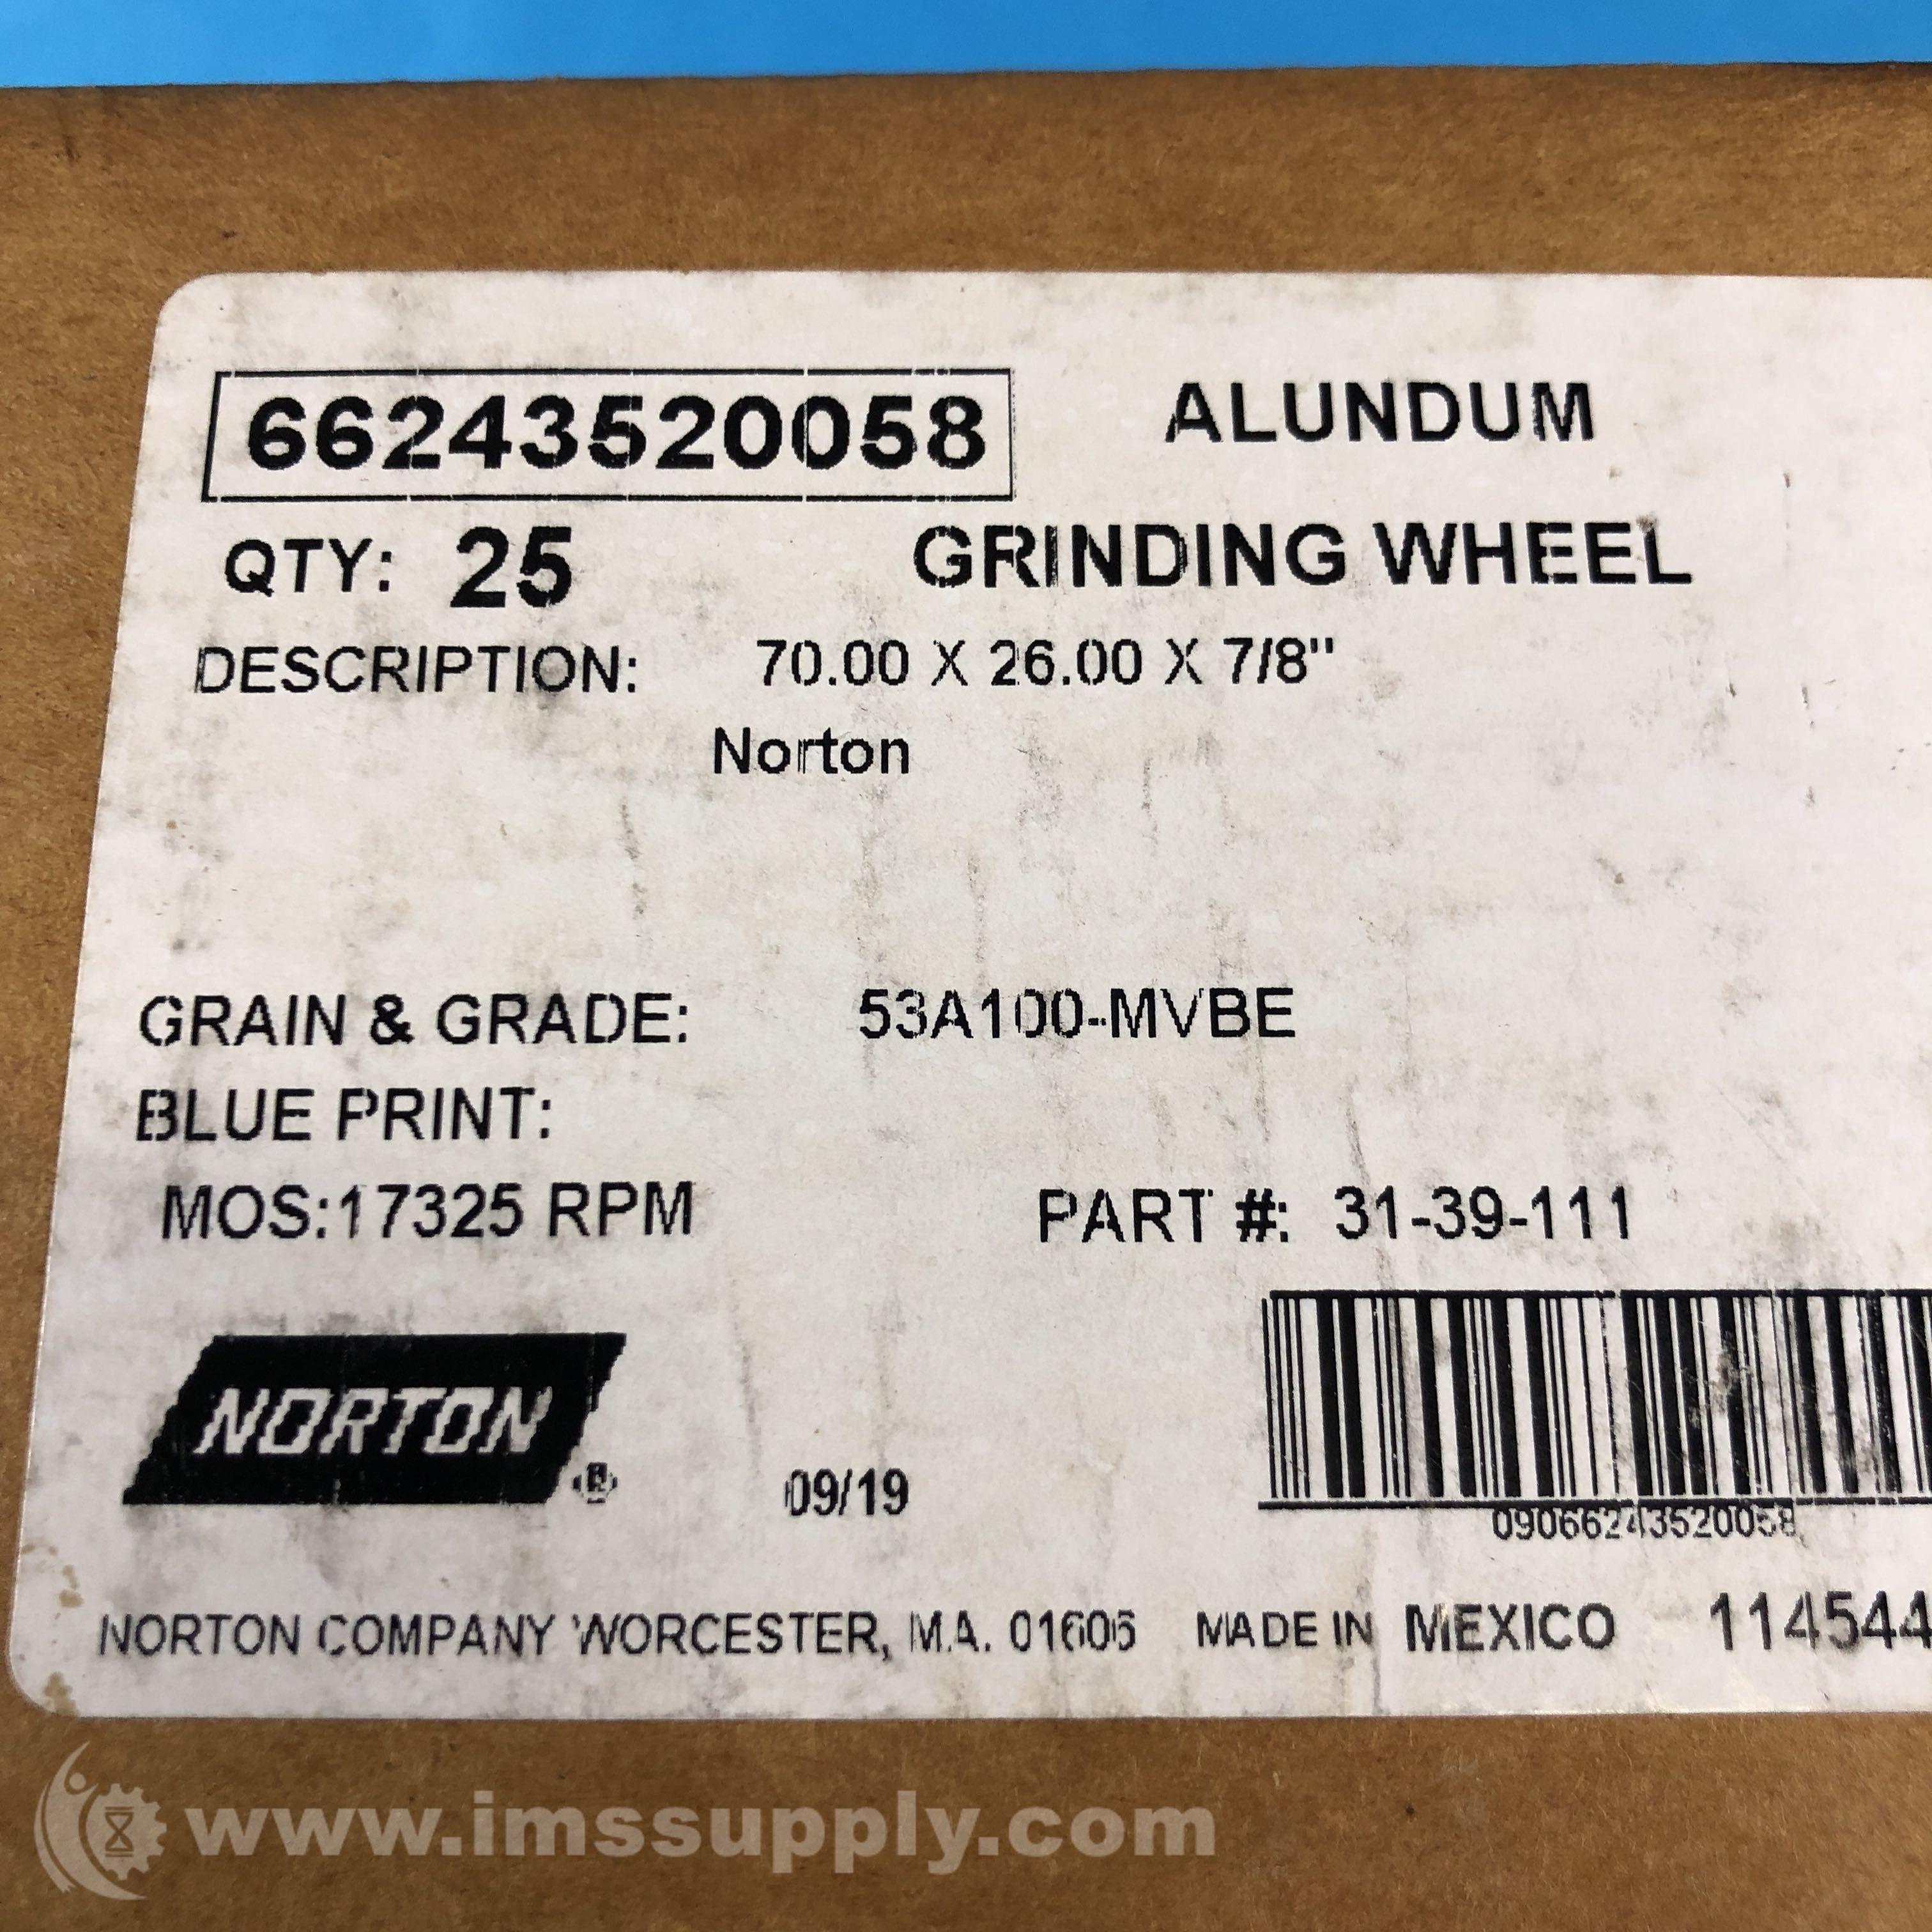 66243520058 ALUNDUM
QTY: 25 GRINDING WHEEL
DESCRIPTION: 70.00 X 26.00 X 7/8"
Norton
GRAIN & GRADE: 53A100-MVBE
BLUE PRINT:
MOS:17325 RPM PART #: 31-39-111
NORTON ®
09/19
09066243520058
NORTON COMPANY WORCESTER, MA. 01606 MADE IN MEXICO 114544
www.imssupply.com